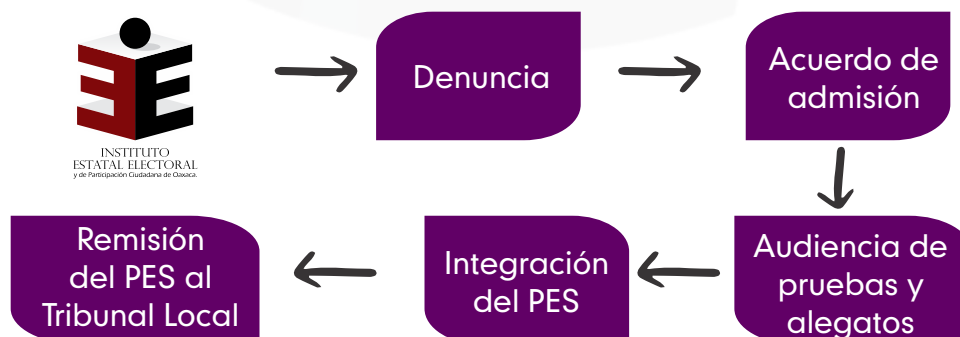 INSTITUTO
ESTATAL ELECTORAL
y de Participación Ciudadana de Oaxaca.
Denuncia
Acuerdo de
admisión
Audiencia de
pruebas y
alegatos
Integración
del PES
Remisión
del PES al
Tribunal Local